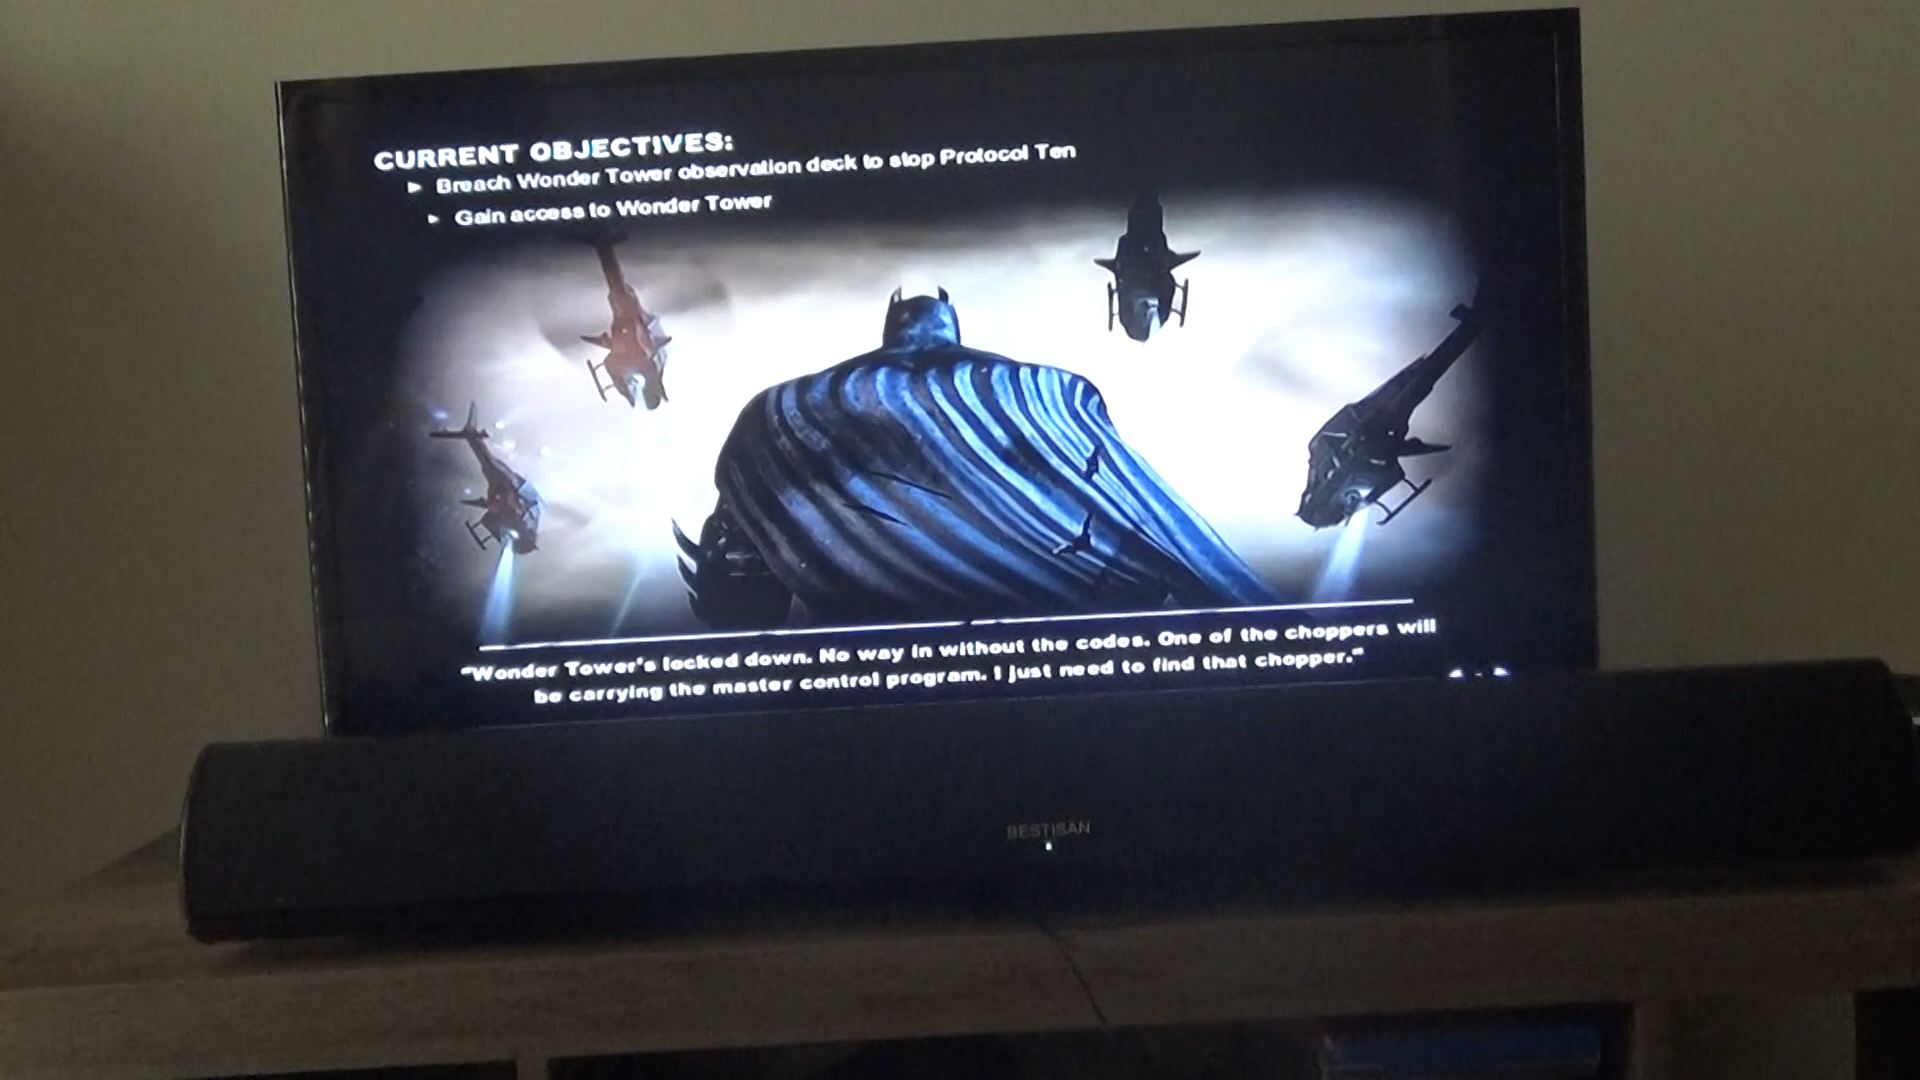 CURRENT OBJECTIVES:
Breach Wonder Tower observation deck to stop Protocol Ten
Gain access to Wonder Tower
"Wonder Tower's locked down. No way in without the codes. One of the choppers will
be carrying the master control program. I just need to find that chopper."
BESTISAN